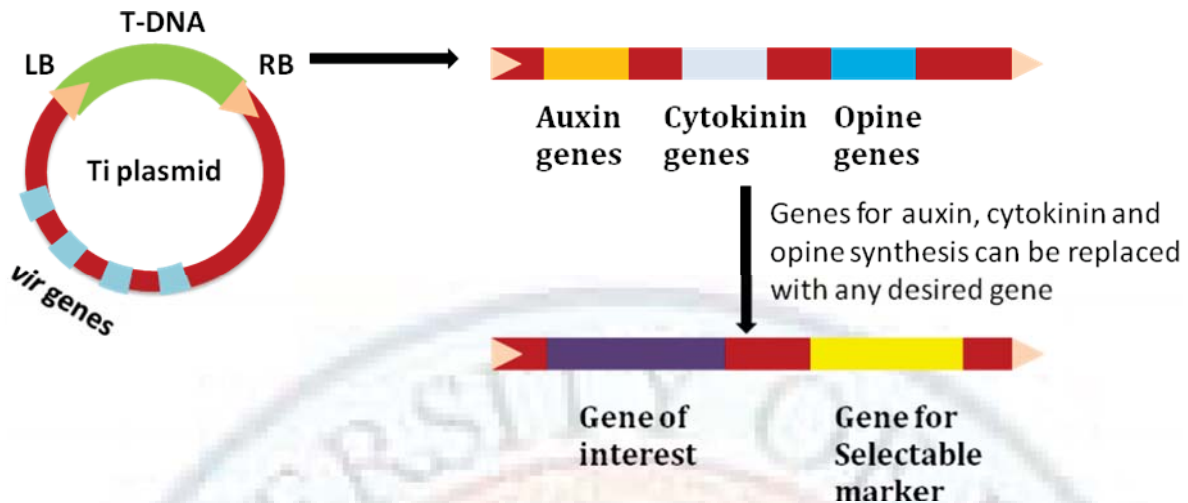 T-DNA
LB
RB
Ti plasmid
vir genes
Auxin
genes
Cytokinin
genes
Opine
genes
Genes for auxin, cytokinin and
opine synthesis can be replaced
with any desired gene
Gene of
interest
Gene for
Selectable
marker
ERSITY O